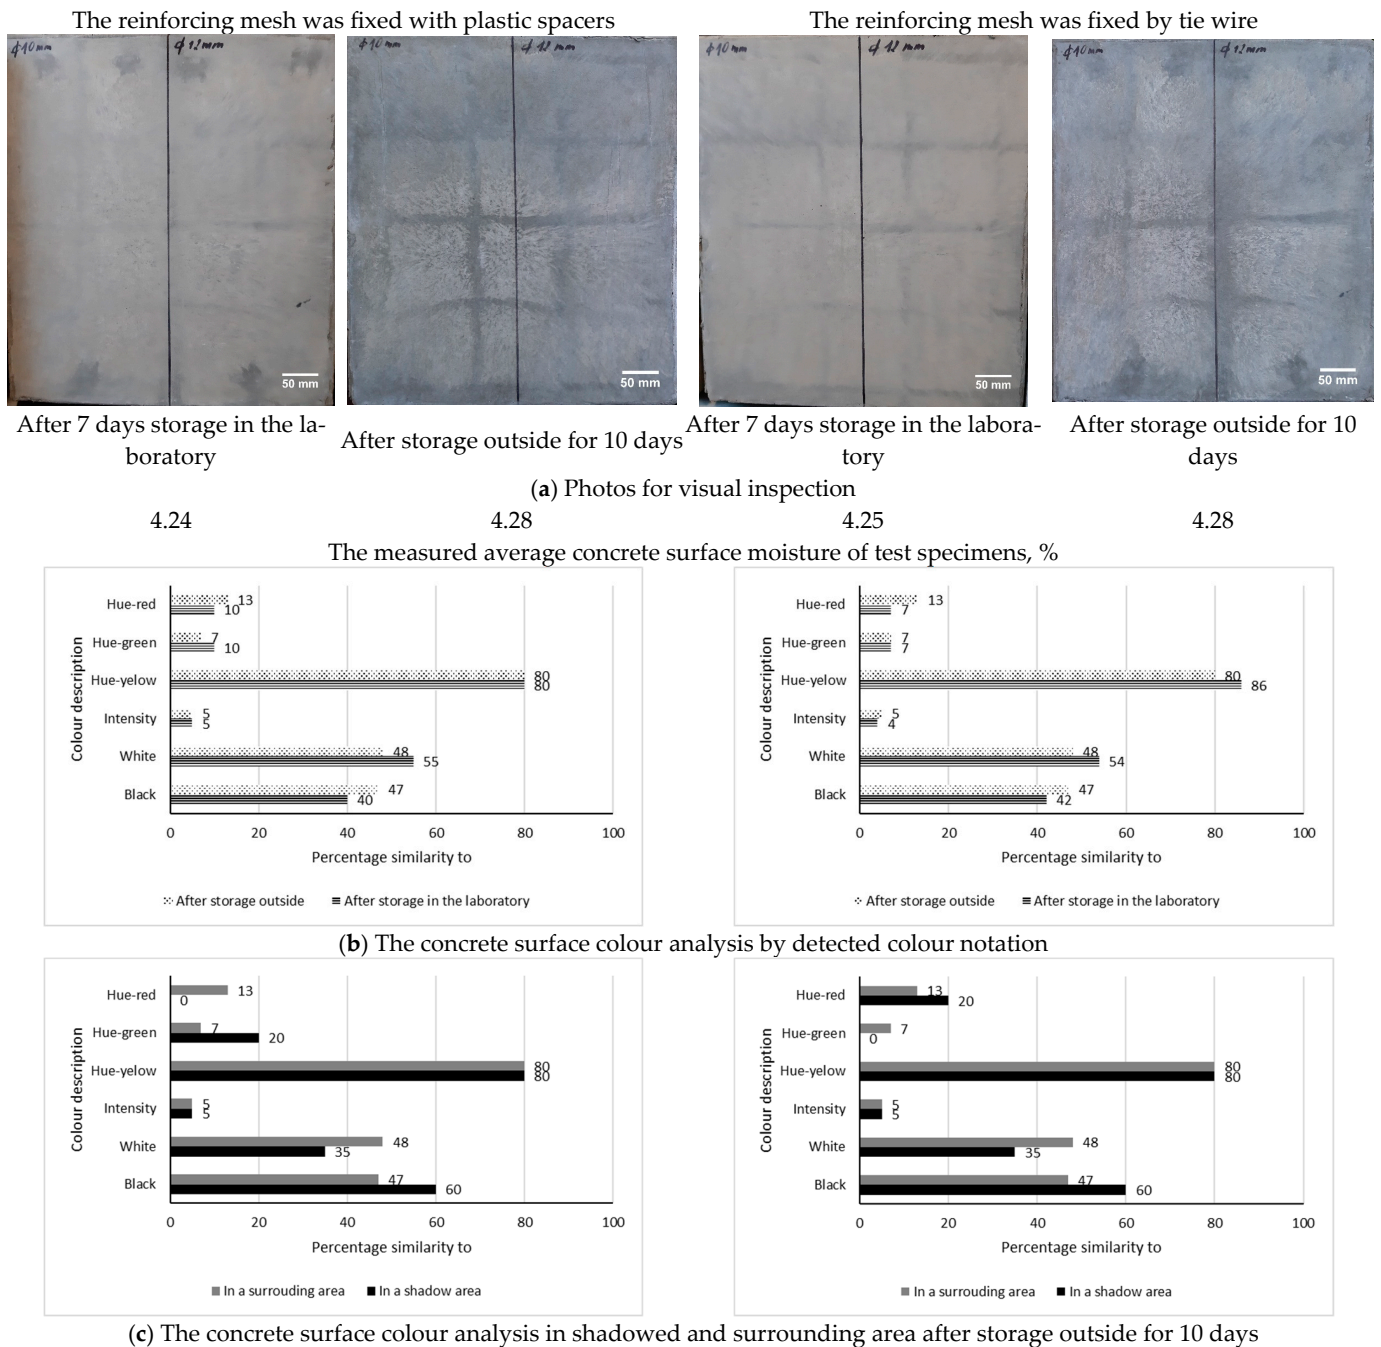 The reinforcing mesh was fixed with plastic spacers
The reinforcing mesh was fixed by tie wire
ϕ10mm
ϕ12mm
50 mm
ϕ10mm
ϕ12mm
50 mm
ϕ10mm
ϕ12mm
50 mm
ϕ10mm
ϕ12mm
50 mm
After 7 days storage in the la-
boratory
After storage outside for 10 days
After 7 days storage in the labora-
tory
After storage outside for 10
days
(a) Photos for visual inspection
4.24 4.28 4.25 4.28
The measured average concrete surface moisture of test specimens, %
Colour description
Hue-red 13
10
Hue-green 7
10
Hue-yelow 80
80
Intensity 5
5
White 48
55
Black 47
40
0 20 40 60 80 100
Percentage similarity to
After storage outside After storage in the laboratory
Colour description
Hue-red 13
7
Hue-green 7
7
Hue-yelow 80
86
Intensity 5
4
White 48
54
Black 47
42
0 20 40 60 80 100
Percentage similarity to
After storage outside After storage in the laboratory
(b) The concrete surface colour analysis by detected colour notation
Colour description
Hue-red 13
0
Hue-green 7
20
Hue-yelow 80
80
Intensity 5
5
White 48
35
Black 47
60
0 20 40 60 80 100
Percentage similarity to
In a surrouding area In a shadow area
Colour description
Hue-red 13
20
Hue-green 7
0
Hue-yelow 80
80
Intensity 5
5
White 48
35
Black 47
60
0 20 40 60 80 100
Percentage similarity to
In a surrouding area In a shadow area
(c) The concrete surface colour analysis in shadowed and surrounding area after storage outside for 10 days